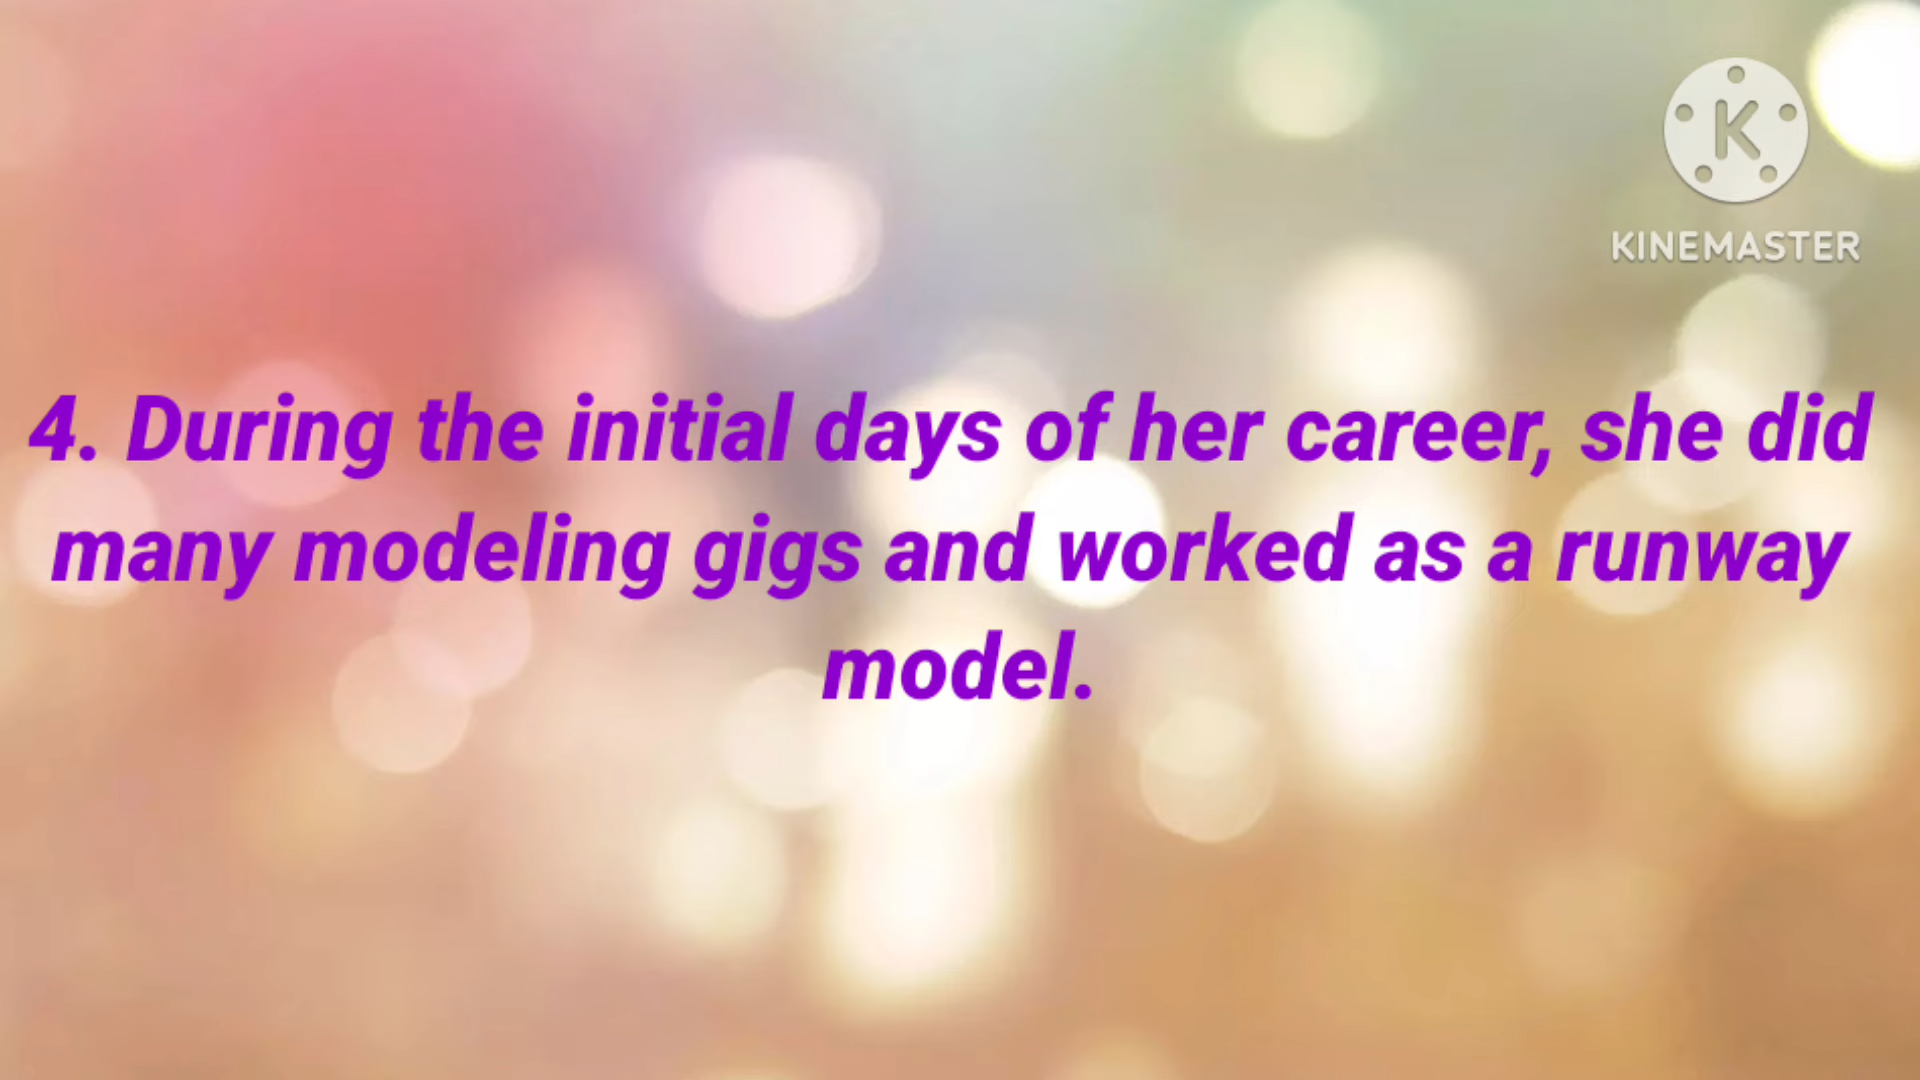 K
KINEMASTER
4. During the initial days of her career, she did
many modeling gigs and worked as a runway
model.